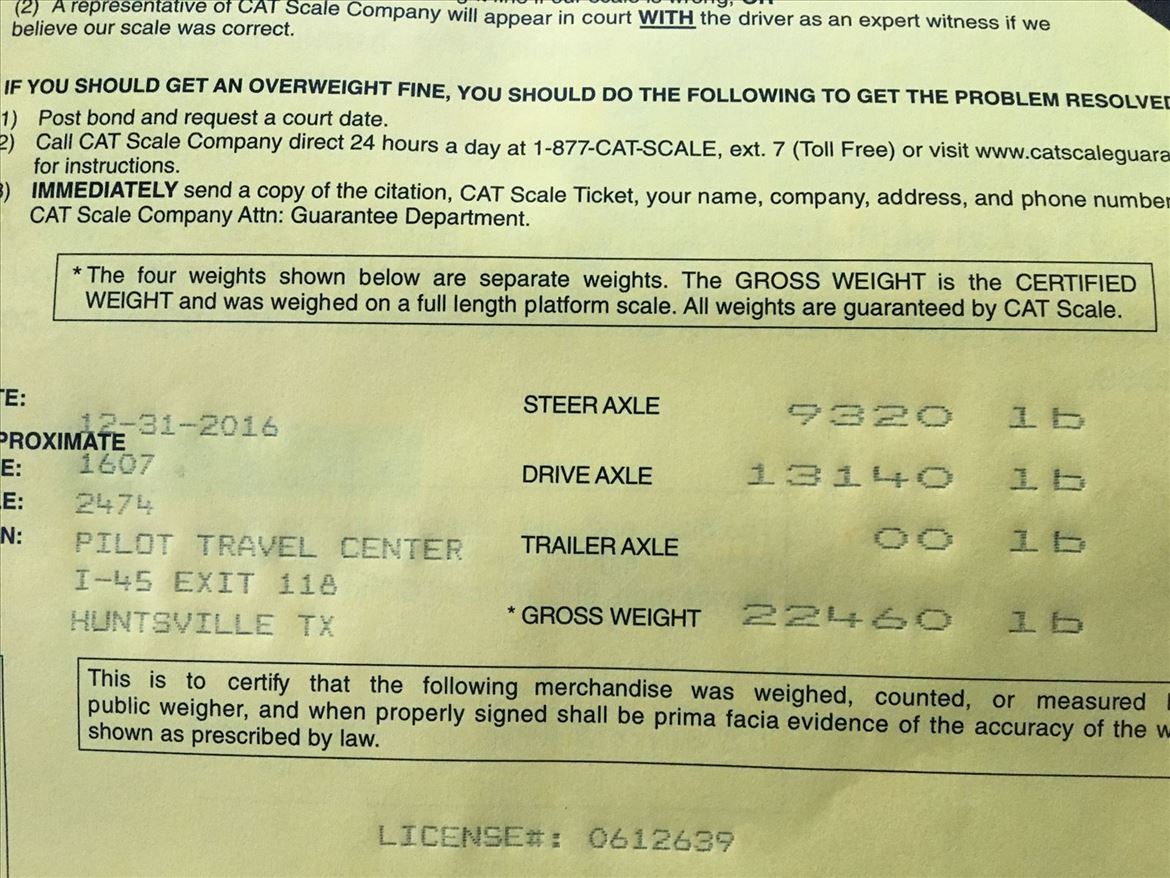 (2) A representative of CAT Scale Company will appear in court WITH the driver as an expert witness if we
believe our scale was correct.
IF YOU SHOULD GET AN OVERWEIGHT FINE, YOU SHOULD DO THE FOLLOWING TO GET THE PROBLEM RESOLVED
1) Post bond and request a court date.
2) Call CAT Scale Company direct 24 hours a day at 1-877-CAT-SCALE, ext. 7 (Toll Free) or visit www.catscaleguara
for instructions.
3) IMMEDIATELY send a copy of the citation, CAT Scale Ticket, your name, company, address, and phone number
CAT Scale Company Attn: Guarantee Department.
* The four weights shown below are separate weights. The GROSS WEIGHT is the CERTIFIED
WEIGHT and was weighed on a full length platform scale. All weights are guaranteed by CAT Scale.
TE: 12-31-2016 STEER AXLE 9320 lb
PROXIMATE
E: 1607 DRIVE AXLE 13140 lb
LE: 2474
N: PILOT TRAVEL CENTER TRAILER AXLE 00 lb
I-45 EXIT 118
HUNTSVILLE TX * GROSS WEIGHT 22460 lb
This is to certify that the following merchandise was weighed, counted, or measured
public weigher, and when properly signed shall be prima facia evidence of the accuracy of the w
shown as prescribed by law.
LICENSE#: 0612639